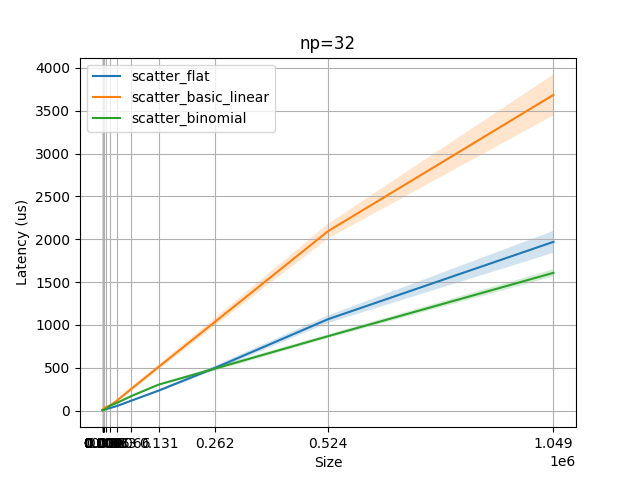 np=32
scatter_flat
scatter_basic_linear
scatter_binomial
Latency (us)
4000
3500
3000
2500
2000
1500
1000
500
0
0.131 0.262 0.524 1.049
1e6
Size